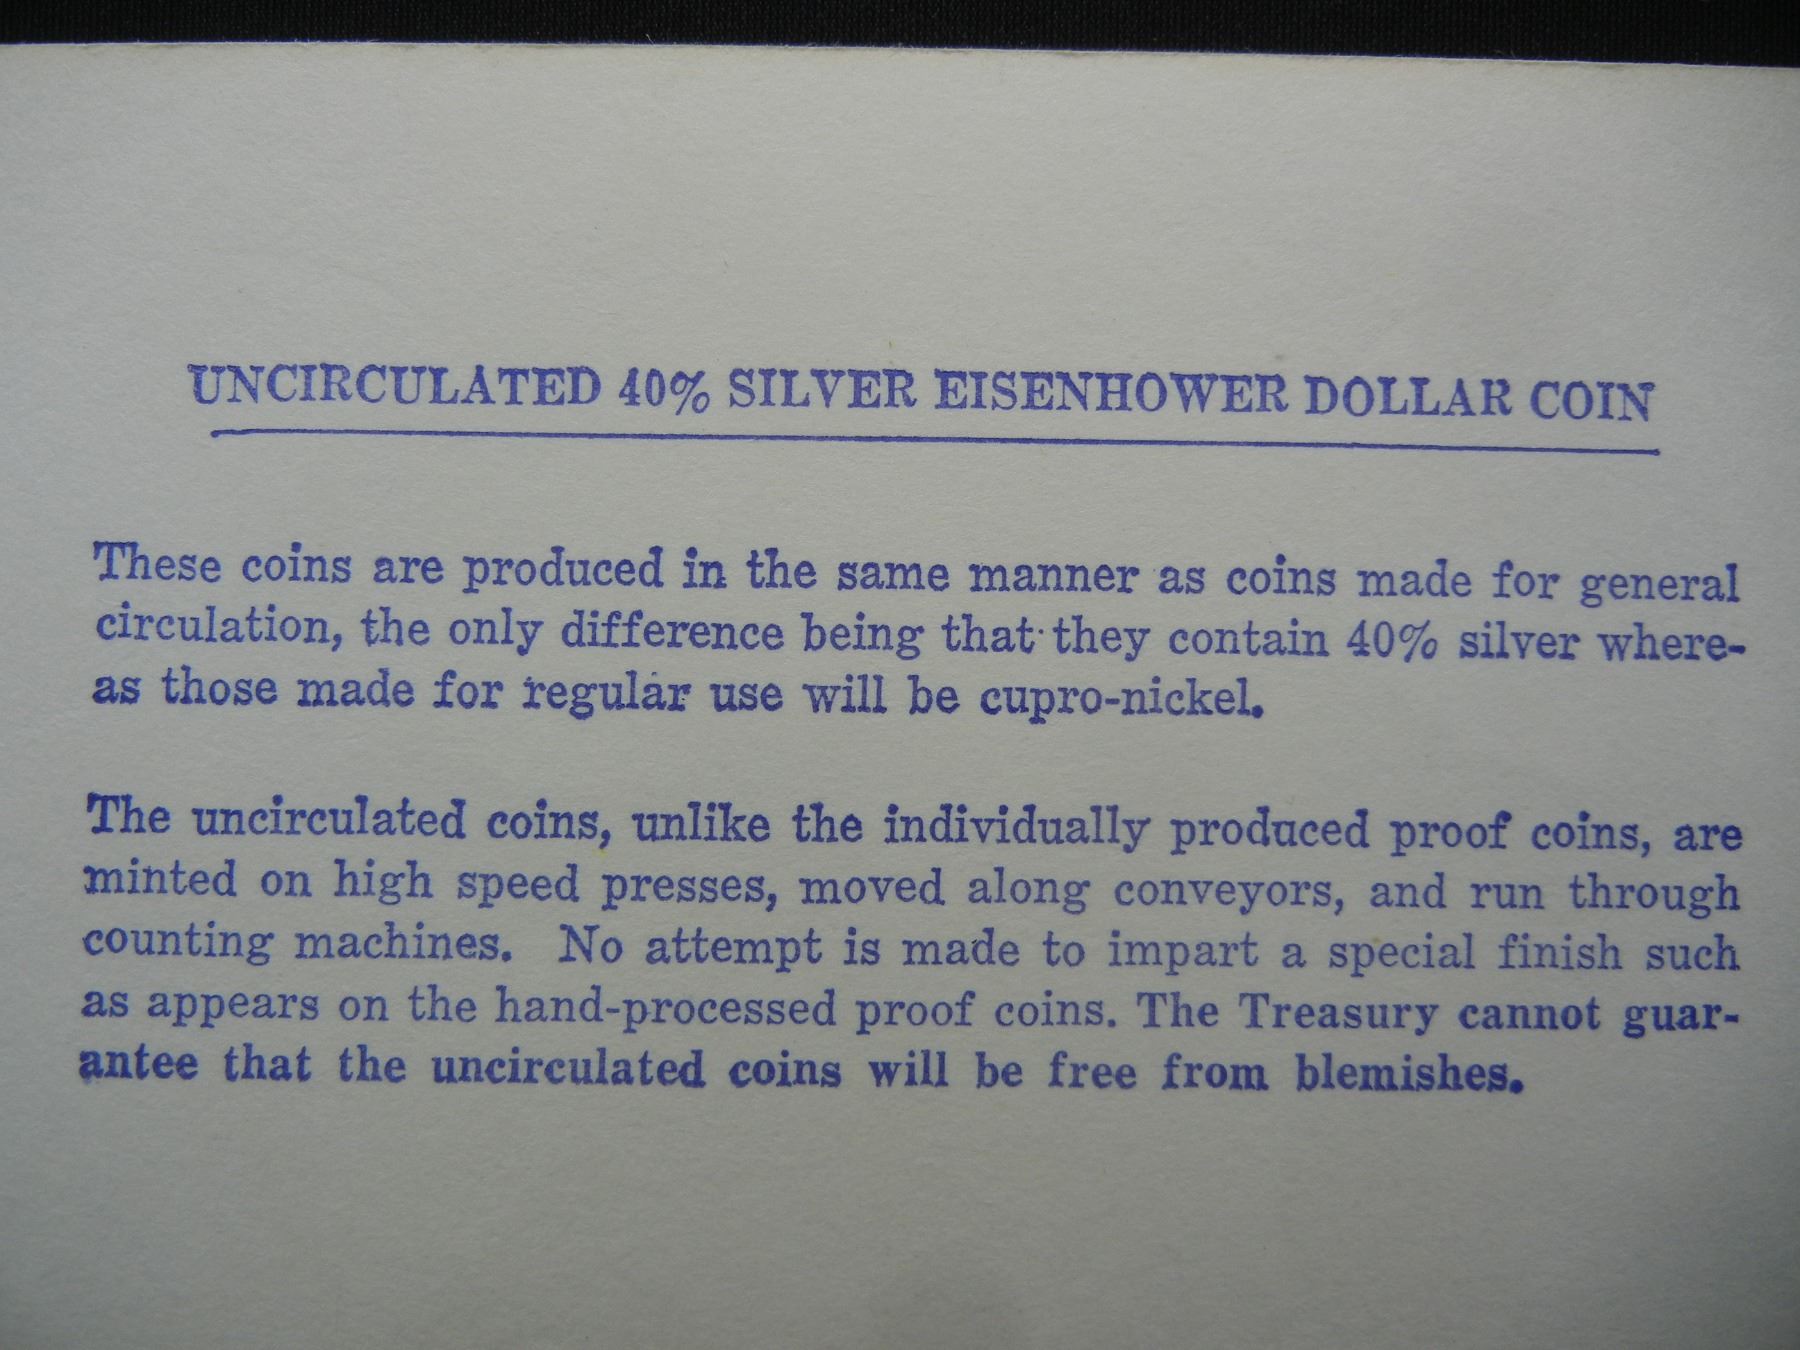 UNCIRCULATED 40% SILVER EISENHOWER DOLLAR COIN
These coins are produced in the same manner as coins made for general
circulation, the only difference being that they contain 40% silver where-
as those made for regular use will be cupro-nickel.
The uncirculated coins, unlike the individually produced proof coins, are
minted on high speed presses, moved along conveyors, and run through
counting machines. No attempt is made to impart a special finish such
as appears on the hand-processed proof coins. The Treasury cannot guar-
antee that the uncirculated coins will be free from blemishes.